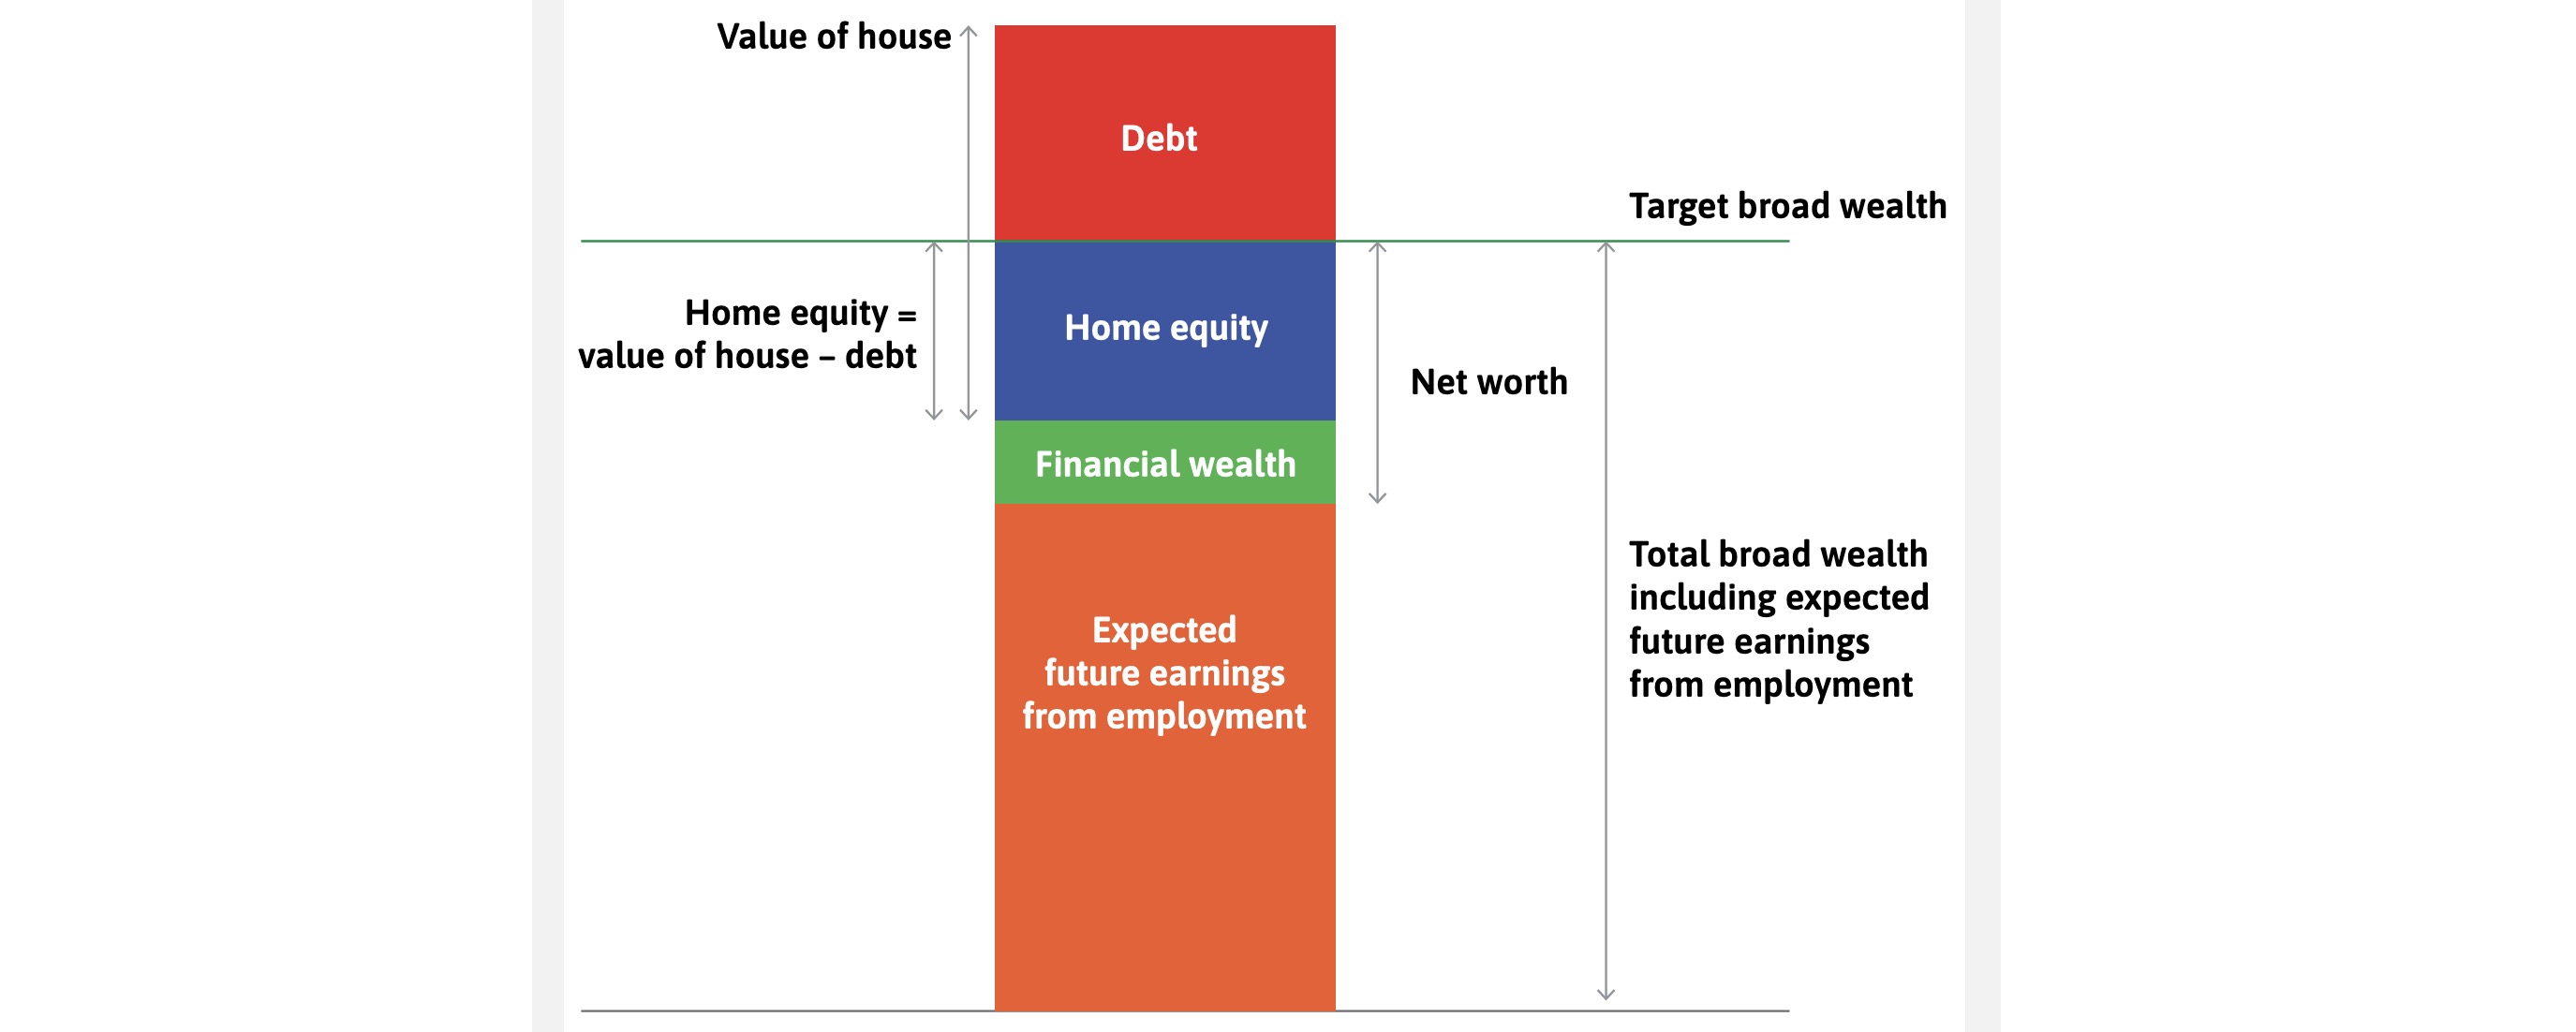 Value of house
Debt
Target broad wealth
Home equity =
value of house – debt
Home equity
Net worth
Financial wealth
Expected
future earnings
from employment
Total broad wealth
including expected
future earnings
from employment